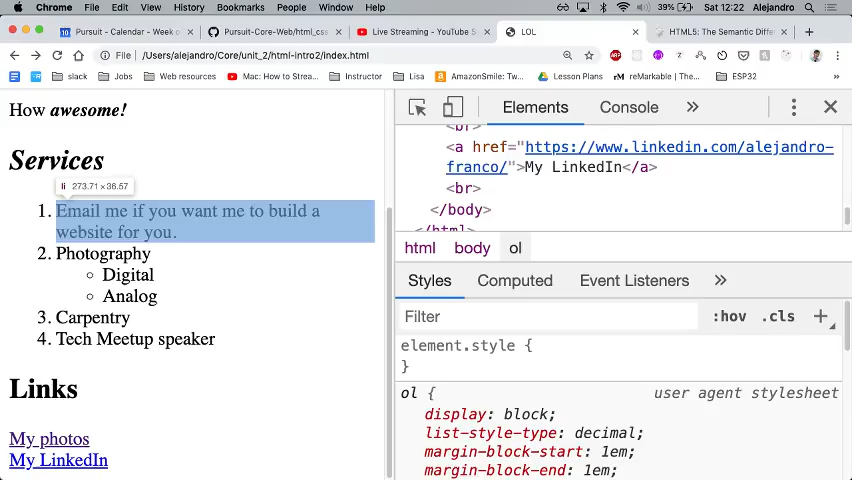 Chrome File Edit View History Bookmarks Window Help 39% Sat 12:22 Alejandro
Pursuit - Calendar - Week o
Pursuit-Core-Web/html_css
Live Streaming - YouTube S
LOL
HTML5: The Semantic Differ
File /Users/alejandro/Core/unit_2/html-intro2/index.html
slack Jobs Web resources Mac: How to Strea... Instructor Lisa AmazonSmile: Tw... Lesson Plans reMarkable | The... ESP32
How awesome!
Services
li 273.71 × 36.57
1. Email me if you want me to build a
website for you.
2. Photography
Digital
Analog
3. Carpentry
4. Tech Meetup speaker
Links
My photos
My LinkedIn
Elements Console
<br>
<a href="https://www.linkedin.com/alejandro-
franco/">My LinkedIn</a>
<br>
</body>
</html>
html body ol
Styles Computed Event Listeners
Filter :hov .cls
element.style {
}
ol { user agent stylesheet
display: block;
list-style-type: decimal;
margin-block-start: 1em;
margin-block-end: 1em;